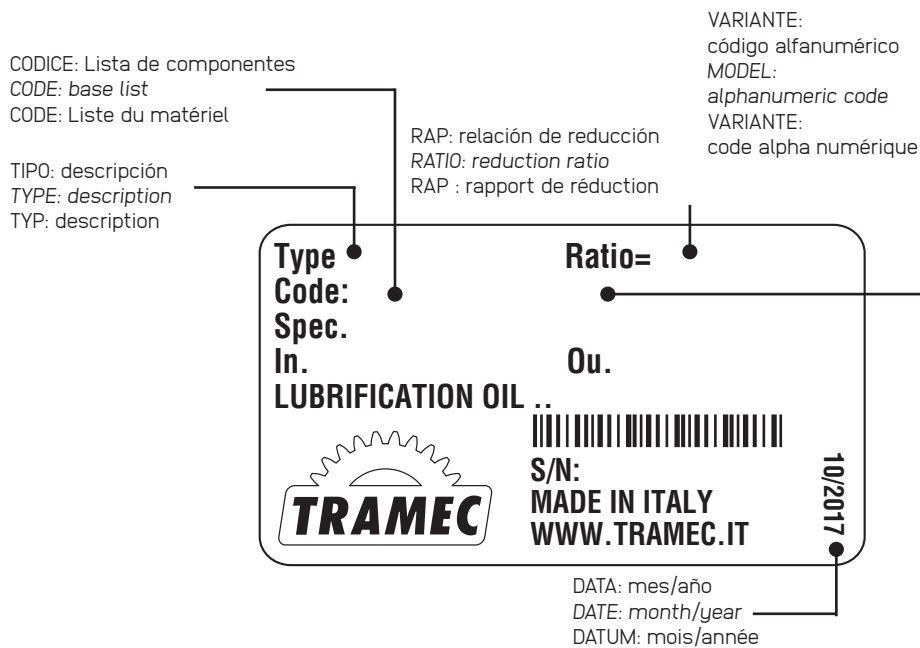 VARIANTE:
código alfanumérico
MODEL:
alphanumeric code
VARIANTE:
code alpha numérique
CODICE: Lista de componentes
CODE: base list
CODE: Liste du matériel
RAP: relación de reducción
RATIO: reduction ratio
RAP : rapport de réduction
TIPO: descripción
TYPE: description
TYP: description
Type
Ratio=
Code:
Spec.
In.
Ou.
LUBRIFICATION OIL ..
TRAMEC
S/N:
MADE IN ITALY
WWW.TRAMEC.IT
10/2017
DATA: mes/año
DATE: month/year
DATUM: mois/année